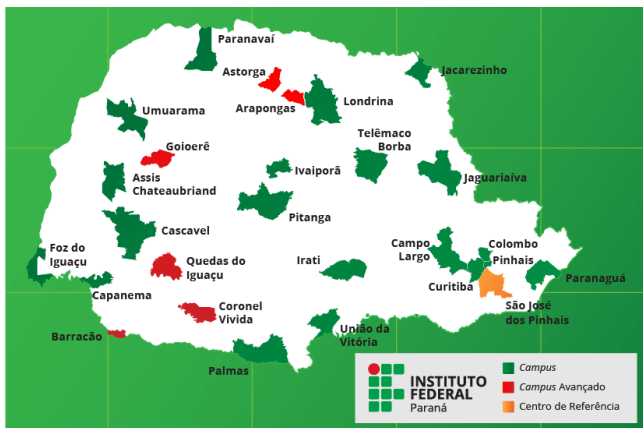 Paranavaí
Astorga
Jacarezinho
Arapongas
Londrina
Umuarama
Telêmaco
Borba
Goioerê
Ivaiporã
Assis
Chateaubriand
Jaguariaíva
Pitanga
Cascavel
Foz do
Iguaçu
Quedas do
Iguaçu
Irati
Campo
Largo
Colombo
Pinhais
Paranaguá
Capanema
Curitiba
São José
dos Pinhais
Coronel
Vivida
Barracão
União da
Vitória
Palmas
INSTITUTO
FEDERAL
Paraná
Campus
Campus Avançado
Centro de Referência